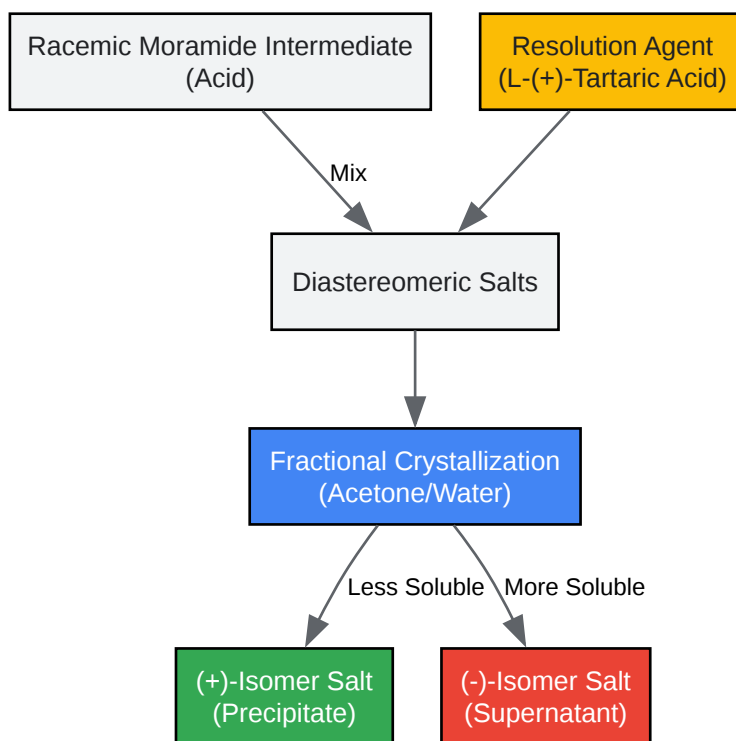 Racemic Moramide Intermediate
(Acid)
Resolution Agent
(L-(+)-Tartaric Acid)
Mix
Diastereomeric Salts
Fractional Crystallization
(Acetone/Water)
Less Soluble
More Soluble
(+)-Isomer Salt
(Precipitate)
(-)-Isomer Salt
(Supernatant)